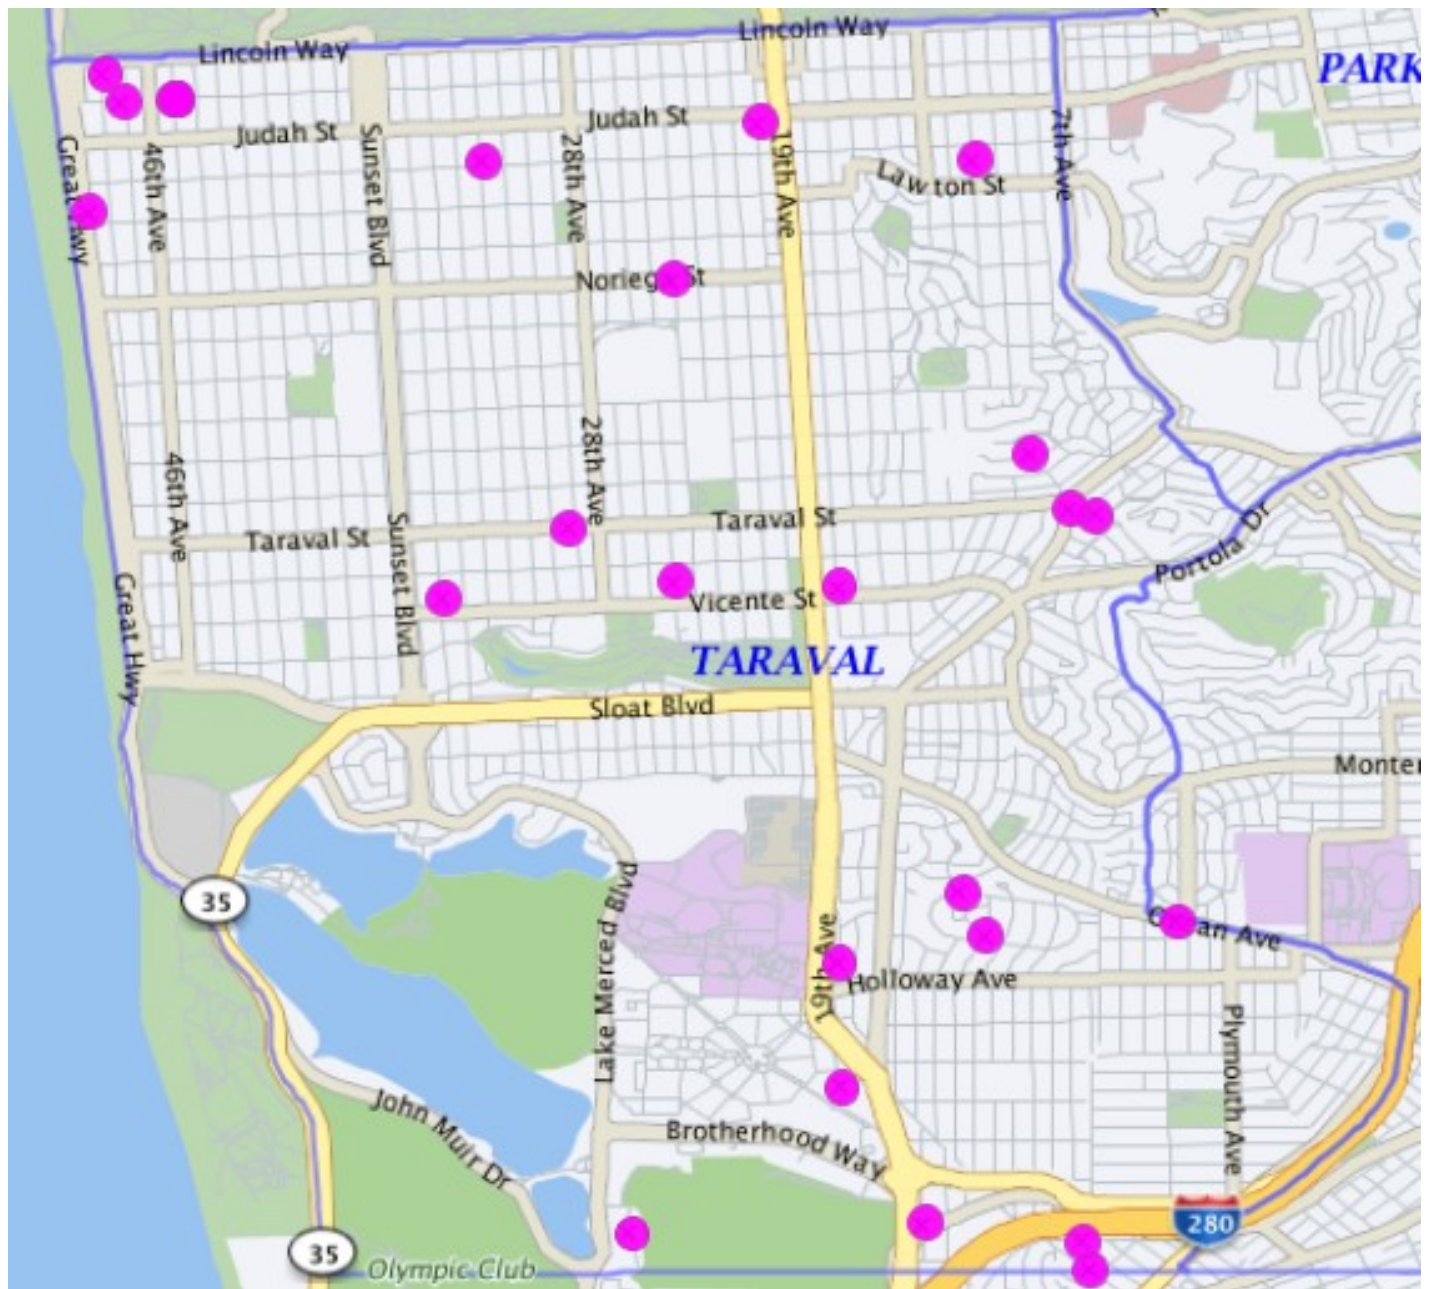 Lincoln Way
Lincoln Way
PARK
Judah St
Judah St
Great Hwy
46th Ave
Sunset Blvd
28th Ave
19th Ave
7th Ave
Lawton St
Noriega St
28th Ave
46th Ave
Taraval St
Sunset Blvd
Taraval St
Portola Dr
Great Hwy
Vicente St
TARAVAL
Sloat Blvd
Monter
35
Lake Merced Blvd
19th Ave
Ocean Ave
Holloway Ave
Plymouth Ave
John Muir Dr
Brotherhood Way
280
35
Olympic Club